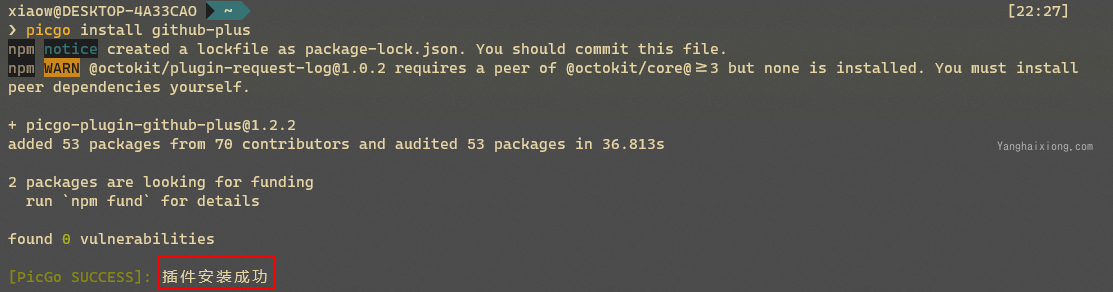 xiaow@DESKTOP-4A33CAO ~ [22:27]
❯ picgo install github-plus
npm notice created a lockfile as package-lock.json. You should commit this file.
npm WARN @octokit/plugin-request-log@1.0.2 requires a peer of @octokit/core@≥3 but none is installed. You must install
peer dependencies yourself.
+ picgo-plugin-github-plus@1.2.2
added 53 packages from 70 contributors and audited 53 packages in 36.813s
Yanghaixiong.com
2 packages are looking for funding
run `npm fund` for details
found 0 vulnerabilities
[PicGo SUCCESS]: 插件安装成功